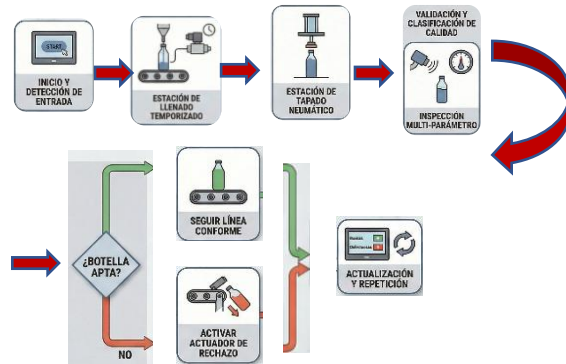 START
INICIO Y
DETECCIÓN DE
ENTRADA
ESTACIÓN DE
LLENADO
TEMPORIZADO
ESTACIÓN DE
TAPADO
NEUMÁTICO
VALIDACIÓN Y
CLASIFICACIÓN DE
CALIDAD
INSPECCIÓN
MULTI-PARÁMETRO
¿BOTELLA
APTA?
NO
SEGUIR LÍNEA
CONFORME
ACTIVAR
ACTUADOR DE
RECHAZO
ACTUALIZACIÓN
Y REPETICIÓN